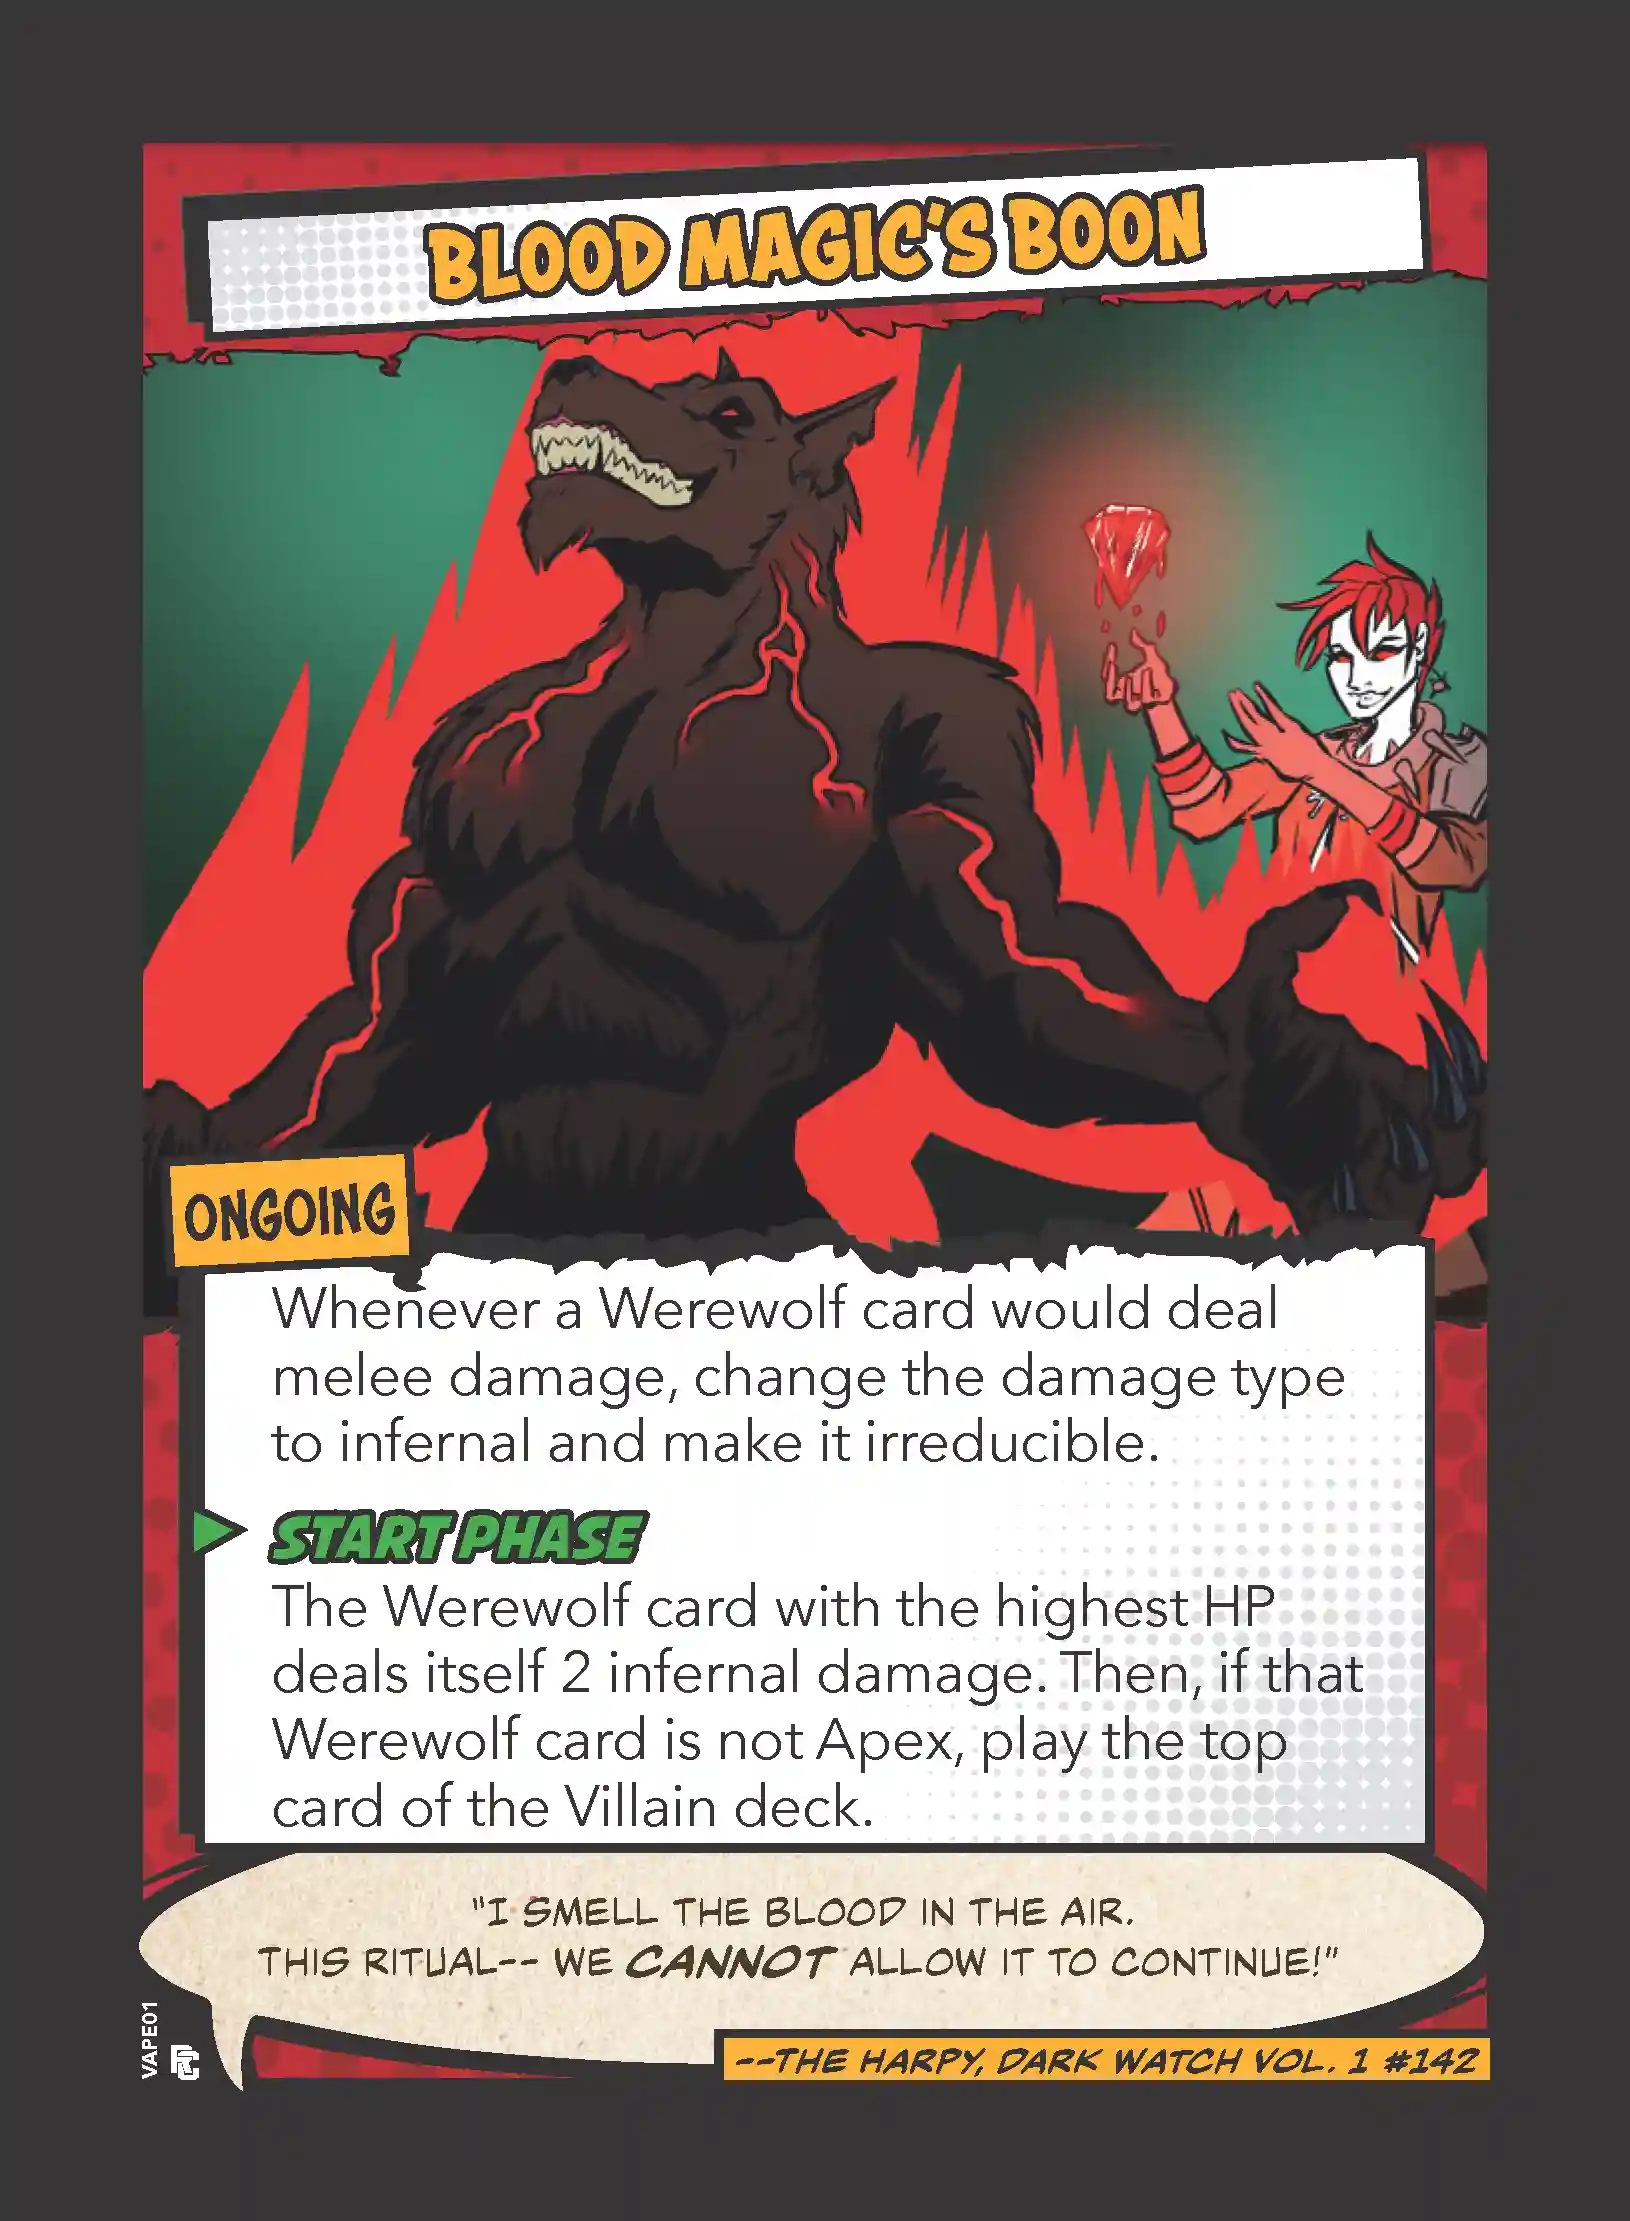 BLOOD MAGIC'S BOON
ONGOING
Whenever a Werewolf card would deal
melee damage, change the damage type
to infernal and make it irreducible.
START PHASE
The Werewolf card with the highest HP
deals itself 2 infernal damage. Then, if that
Werewolf card is not Apex, play the top
card of the Villain deck.
"I SMELL THE BLOOD IN THE AIR.
THIS RITUAL-- WE CANNOT ALLOW IT TO CONTINUE!"
--THE HARPY, DARK WATCH VOL. 1 #142
VAPE01